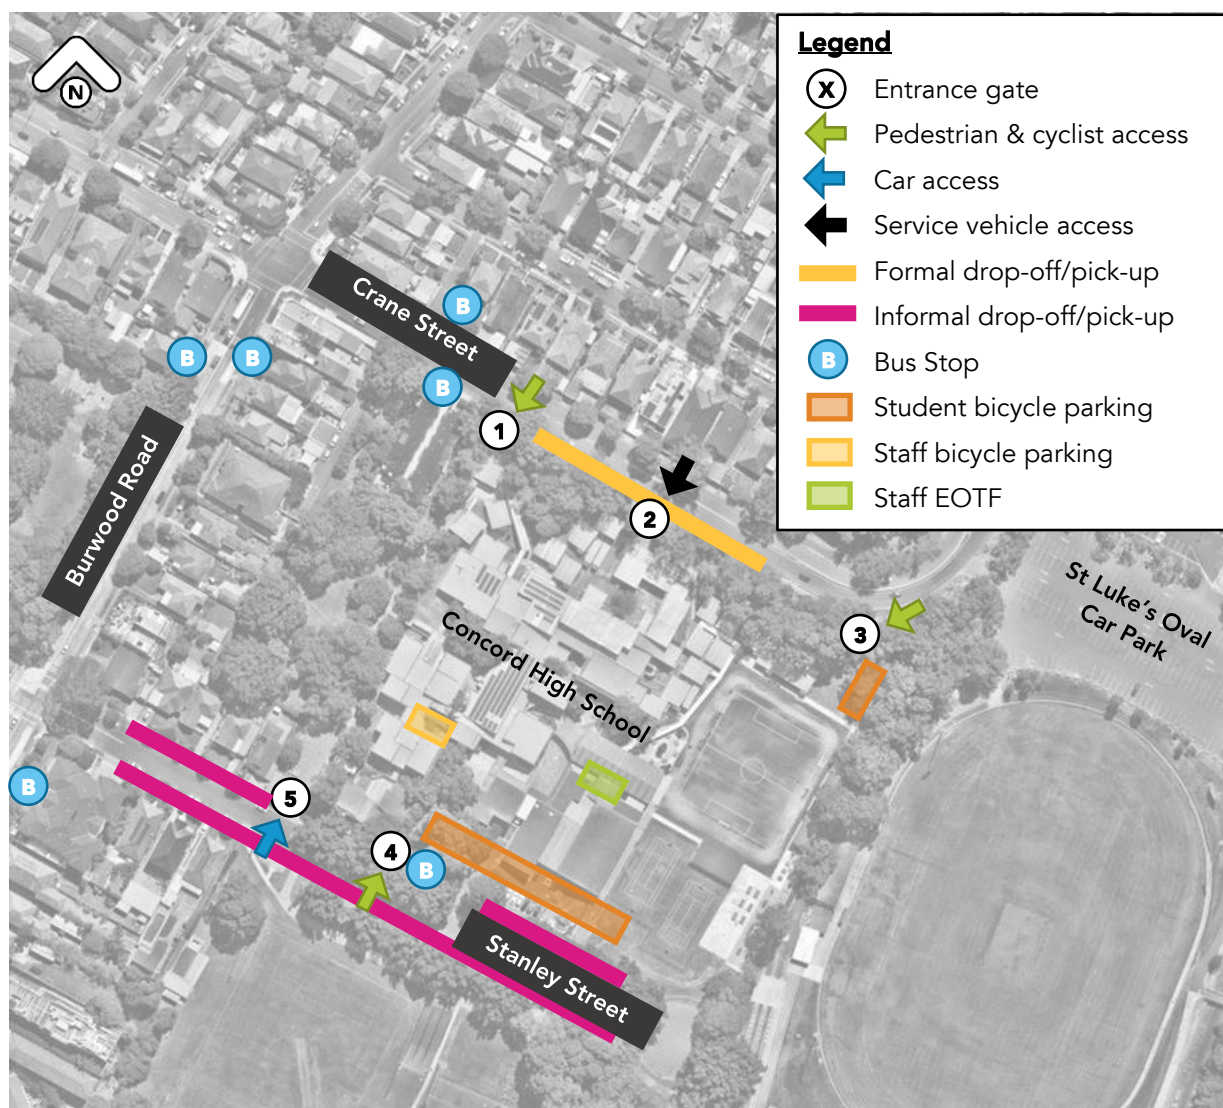 N
Legend
X
Entrance gate
Pedestrian & cyclist access
Car access
Service vehicle access
Formal drop-off/pick-up
Informal drop-off/pick-up
B
Bus Stop
Student bicycle parking
Staff bicycle parking
Staff EOTF
Crane Street
B
B
B
B
1
2
Burwood Road
St Luke's Oval
Car Park
3
Concord High School
B
5
4
B
Stanley Street